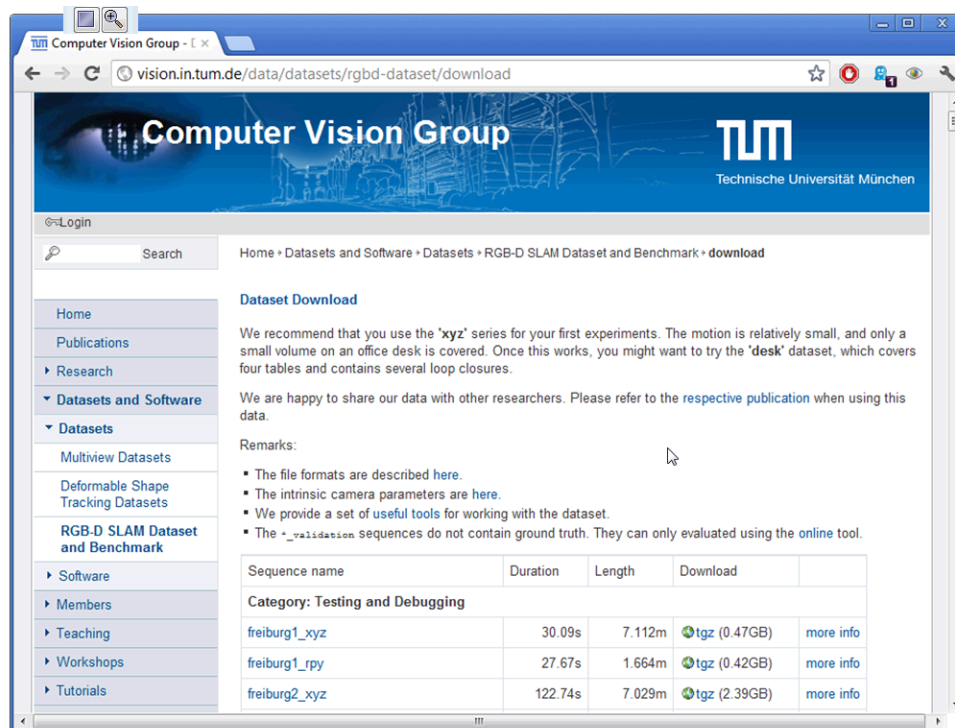 Computer Vision Group - [
vision.in.tum.de/data/datasets/rgbd-dataset/download
1
Computer Vision Group
TUM
Technische Universität München
Login
Search
Home
Publications
Research
Datasets and Software
Datasets
Multiview Datasets
Deformable Shape
Tracking Datasets
RGB-D SLAM Dataset
and Benchmark
Software
Members
Teaching
Workshops
Tutorials
Home › Datasets and Software › Datasets › RGB-D SLAM Dataset and Benchmark › download
Dataset Download
We recommend that you use the 'xyz' series for your first experiments. The motion is relatively small, and only a
small volume on an office desk is covered. Once this works, you might want to try the 'desk' dataset, which covers
four tables and contains several loop closures.
We are happy to share our data with other researchers. Please refer to the respective publication when using this
data.
Remarks:
▪ The file formats are described here.
▪ The intrinsic camera parameters are here.
▪ We provide a set of useful tools for working with the dataset.
▪ The *_validation sequences do not contain ground truth. They can only evaluated using the online tool.
Sequence name Duration Length Download
Category: Testing and Debugging
freiburg1_xyz 30.09s 7.112m tgz (0.47GB) more info
freiburg1_rpy 27.67s 1.664m tgz (0.42GB) more info
freiburg2_xyz 122.74s 7.029m tgz (2.39GB) more info